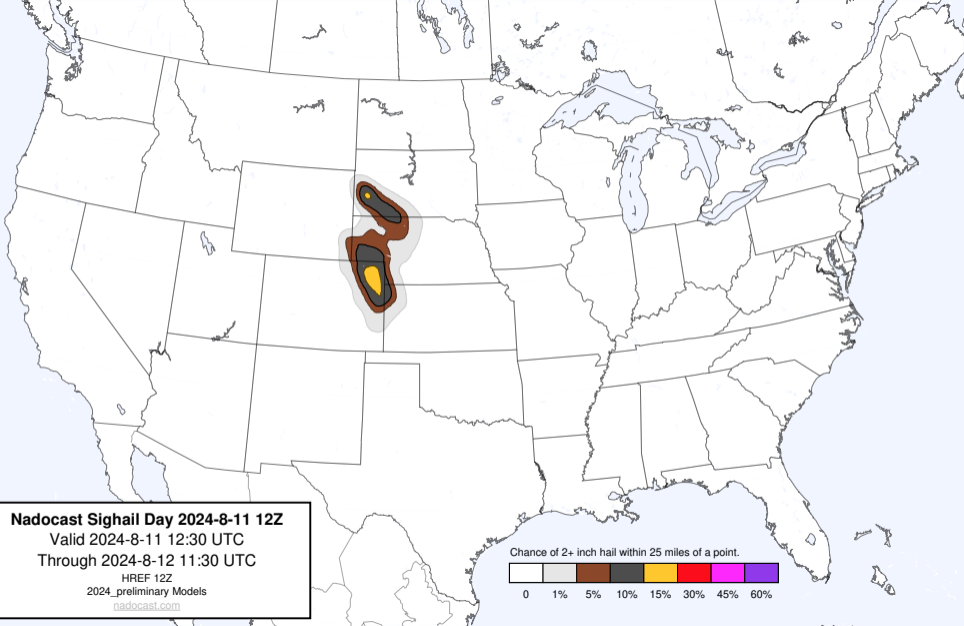 Nadocast Sighail Day 2024-8-11 12Z
Valid 2024-8-11 12:30 UTC
Through 2024-8-12 11:30 UTC
HREF 12Z
2024_preliminary Models
nadocast.com
Chance of 2+ inch hail within 25 miles of a point.
0 1% 5% 10% 15% 30% 45% 60%